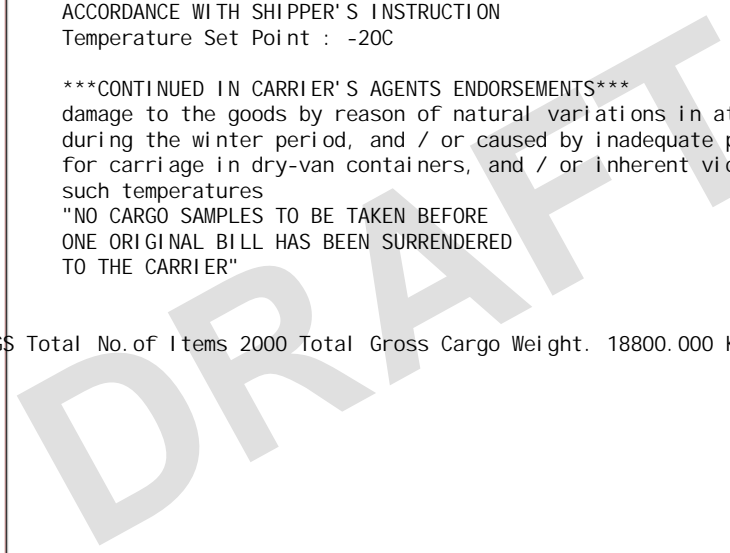 ACCORDANCE WITH SHIPPER'S INSTRUCTION
Temperature Set Point : -20C
***CONTINUED IN CARRIER'S AGENTS ENDORSEMENTS***
damage to the goods by reason of natural variations in
during the winter period, and / or caused by inadequate
for carriage in dry-van containers, and / or inherent
such temperatures
"NO CARGO SAMPLES TO BE TAKEN BEFORE
ONE ORIGINAL BILL HAS BEEN SURRENDERED
TO THE CARRIER"
Total No.of Items 2000 Total Gross Cargo Weight. 18800.000
DRAFT